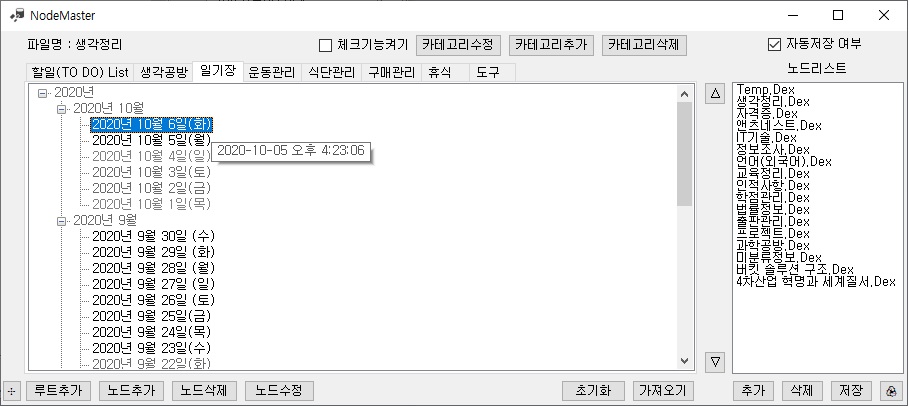 NodeMaster
파일명 : 생각정리
체크기능켜기
카테고리수정
카테고리추가
카테고리삭제
자동저장 여부
할일(TO DO) List
생각공방
일기장
운동관리
식단관리
구매관리
휴식
도구
노드리스트
2020년
2020년 10월
2020년 10월 6일(화)
2020년 10월 5일(월)
2020-10-05 오후 4:23:06
2020년 10월 4일(일)
2020년 10월 3일(토)
2020년 10월 2일(금)
2020년 10월 1일(목)
2020년 9월
2020년 9월 30일 (수)
2020년 9월 29일 (화)
2020년 9월 28일 (월)
2020년 9월 27일 (일)
2020년 9월 26일 (토)
2020년 9월 25일(금)
2020년 9월 24일(목)
2020년 9월 23일(수)
2020년 9월 22일(화)
Temp.Dex
생각정리.Dex
자격증.Dex
앤츠네스트.Dex
IT기술.Dex
정보조사.Dex
언어(외국어).Dex
교육정리.Dex
인적사항.Dex
학점관리.Dex
법률정보.Dex
출판관리.Dex
프로젝트.Dex
과학공방.Dex
미분류정보.Dex
버킷 솔루션 구조.Dex
4차산업 혁명과 세계질서.Dex
루트추가
노드추가
노드삭제
노드수정
초기화
가져오기
추가
삭제
저장